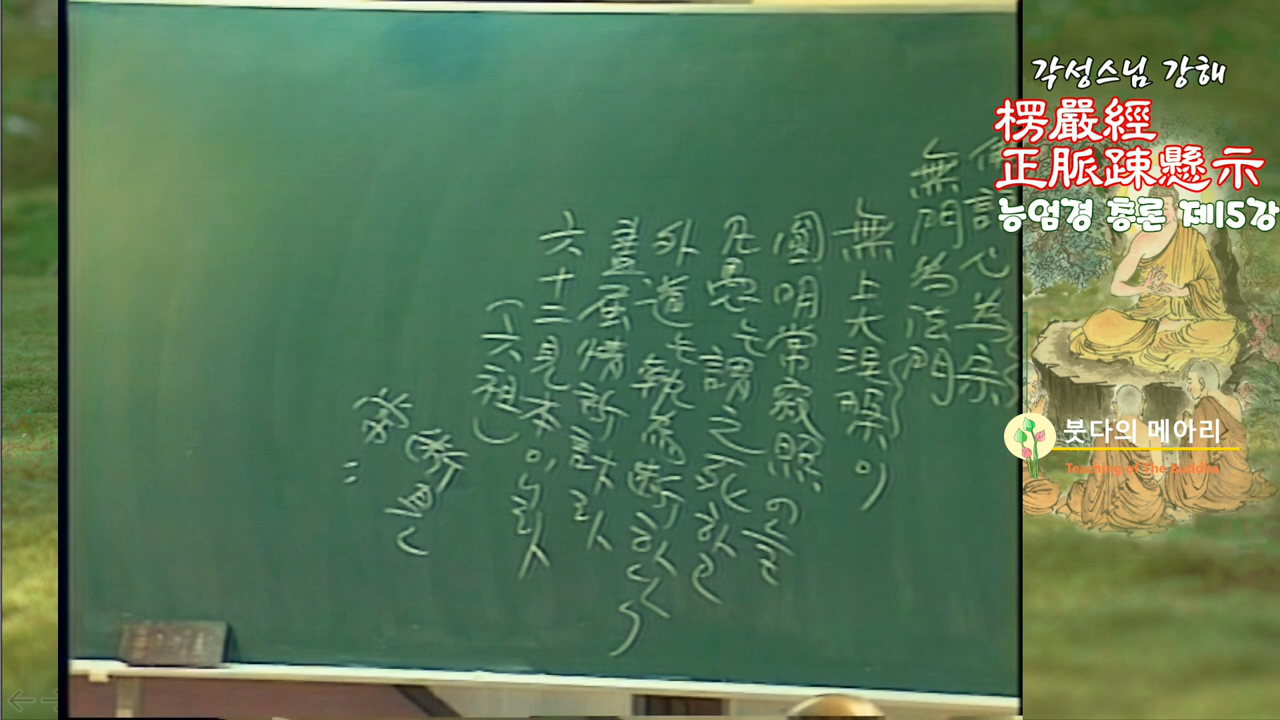 각성스님 강해
楞嚴經
正脈疎懸示
능엄경 총론 제15강
붓다의 메아리
Teaching of The Buddha
佛語心為宗
無門為法門
無上大涅槃이
圓明常寂照어늘
凡愚는 謂之死하고
外道는 執為斷하나니
盡屬情所計라
六十二見本이니라
(六祖)